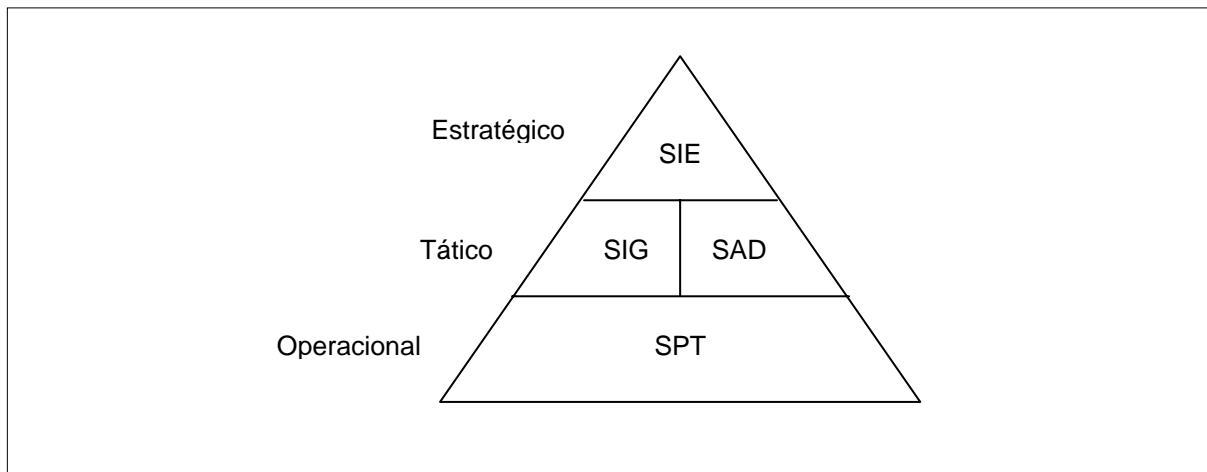 Estratégico
SIE
Tático
SIG
SAD
Operacional
SPT